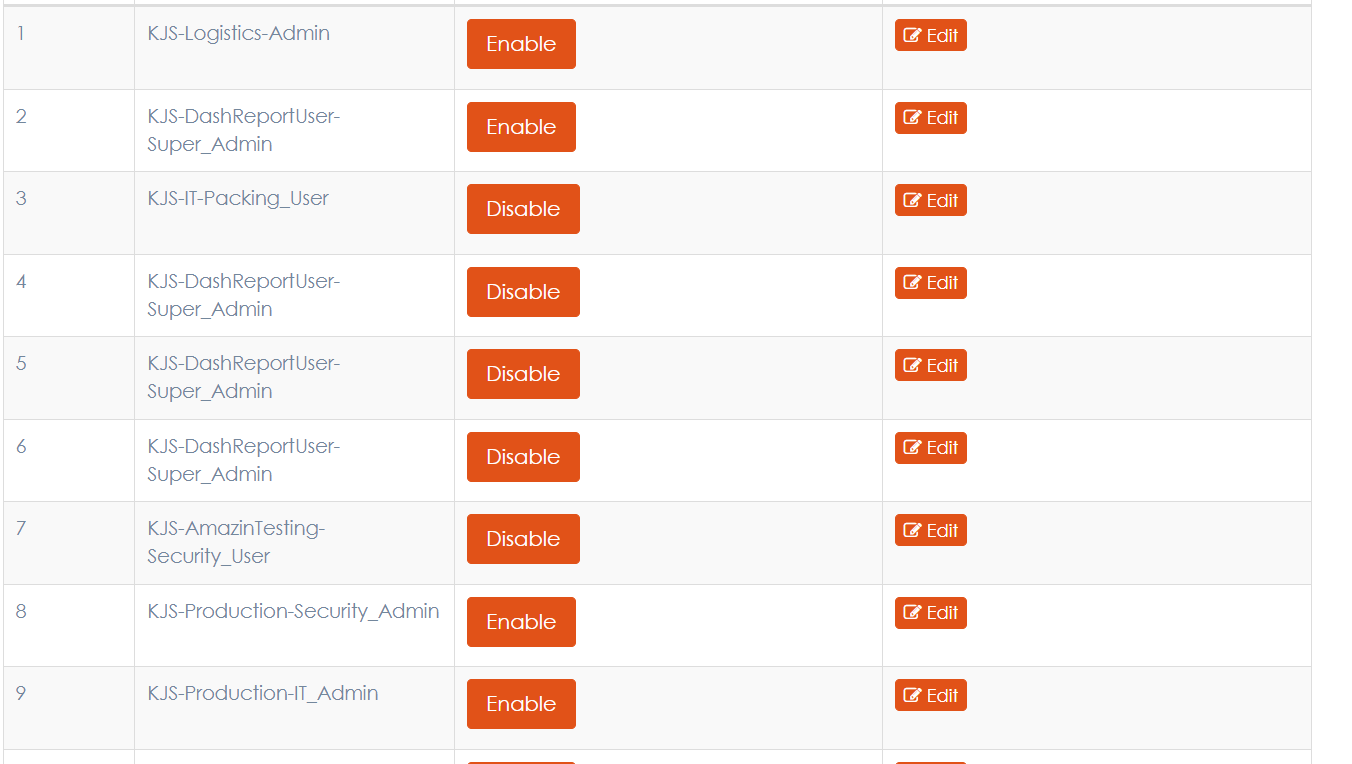 1
KJS-Logistics-Admin
Enable
Edit
2
KJS-DashReportUser-
Super_Admin
Enable
Edit
3
KJS-IT-Packing_User
Disable
Edit
4
KJS-DashReportUser-
Super_Admin
Disable
Edit
5
KJS-DashReportUser-
Super_Admin
Disable
Edit
6
KJS-DashReportUser-
Super_Admin
Disable
Edit
7
KJS-AmazinTesting-
Security_User
Disable
Edit
8
KJS-Production-Security_Admin
Enable
Edit
9
KJS-Production-IT_Admin
Enable
Edit